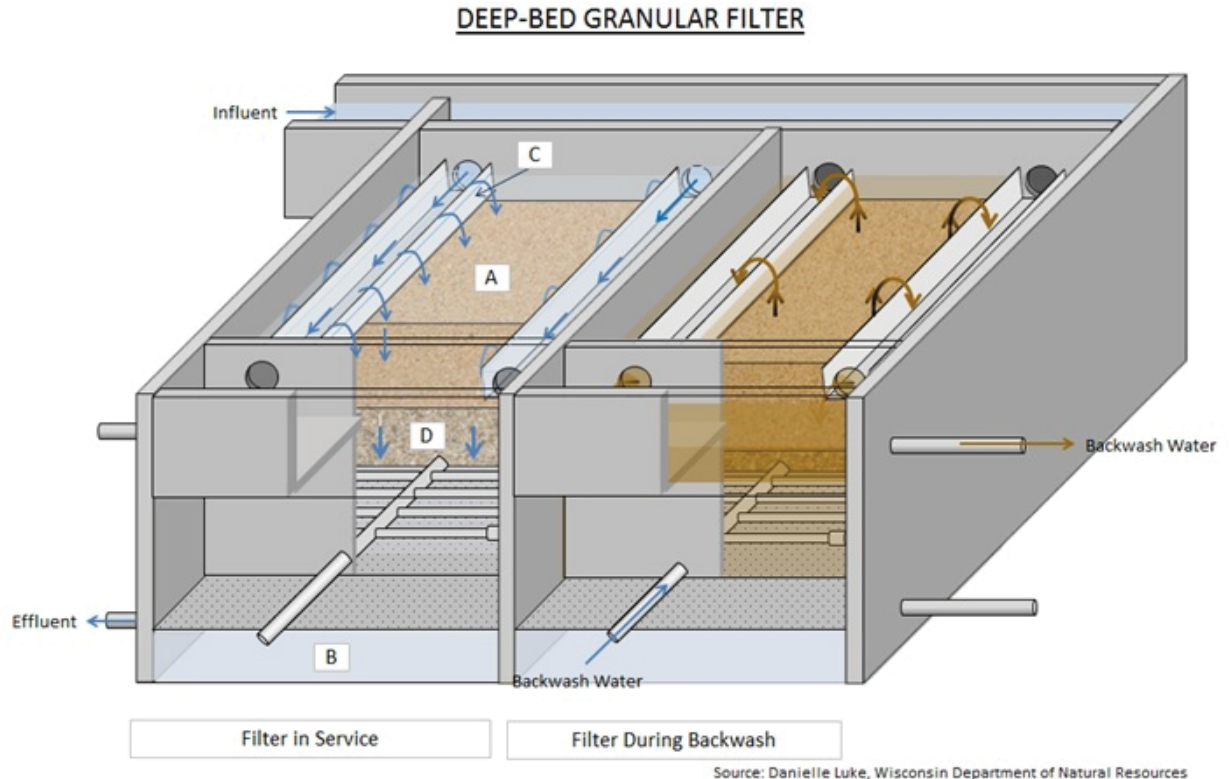 DEEP-BED GRANULAR FILTER
Influent
C
A
D
Backwash Water
Effluent
B
Backwash Water
Filter in Service
Filter During Backwash
Source: Danielle Luke, Wisconsin Department of Natural Resources